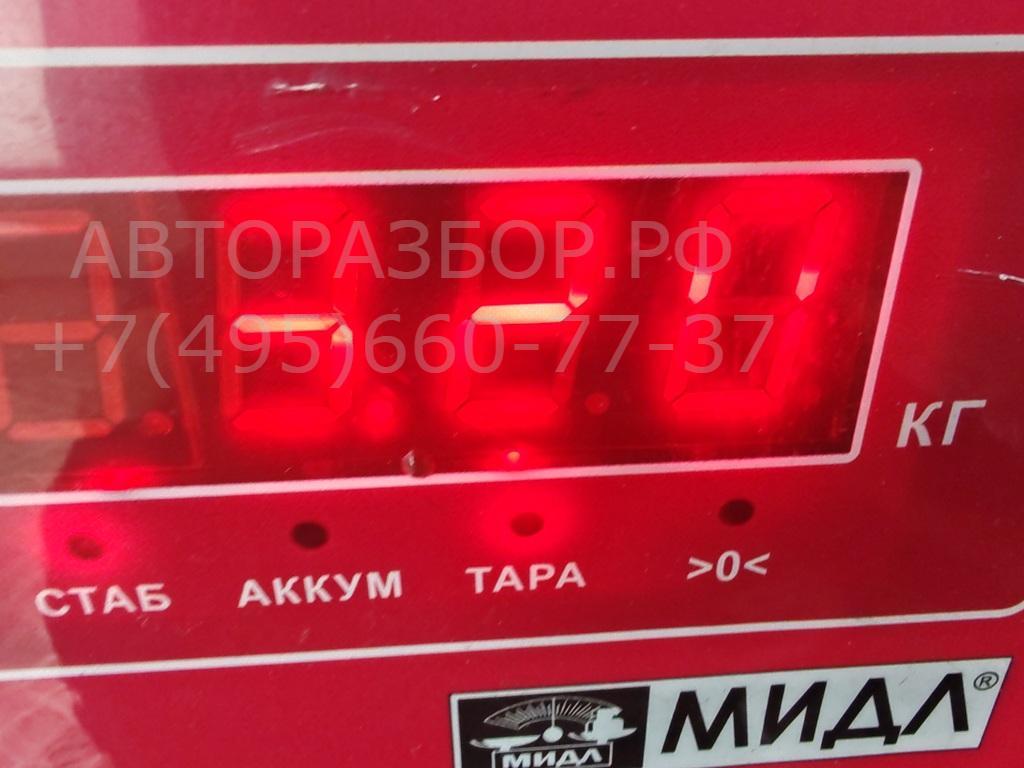 АВТОРАЗБОР.РФ
+7(495)660-77-37
КГ
СТАБ АККУМ ТАРА >0<
МИДЛ МИДЛ®